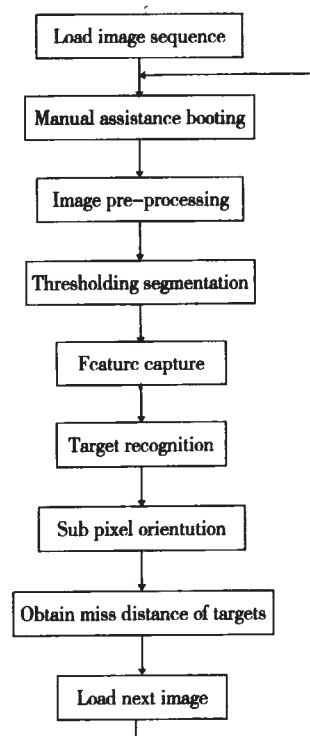 Load image sequence
Manual assistance booting
Image pre-processing
Thresholding segmentation
Feature capture
Target recognition
Sub pixel orientution
Obtain miss distance of targets
Load next image